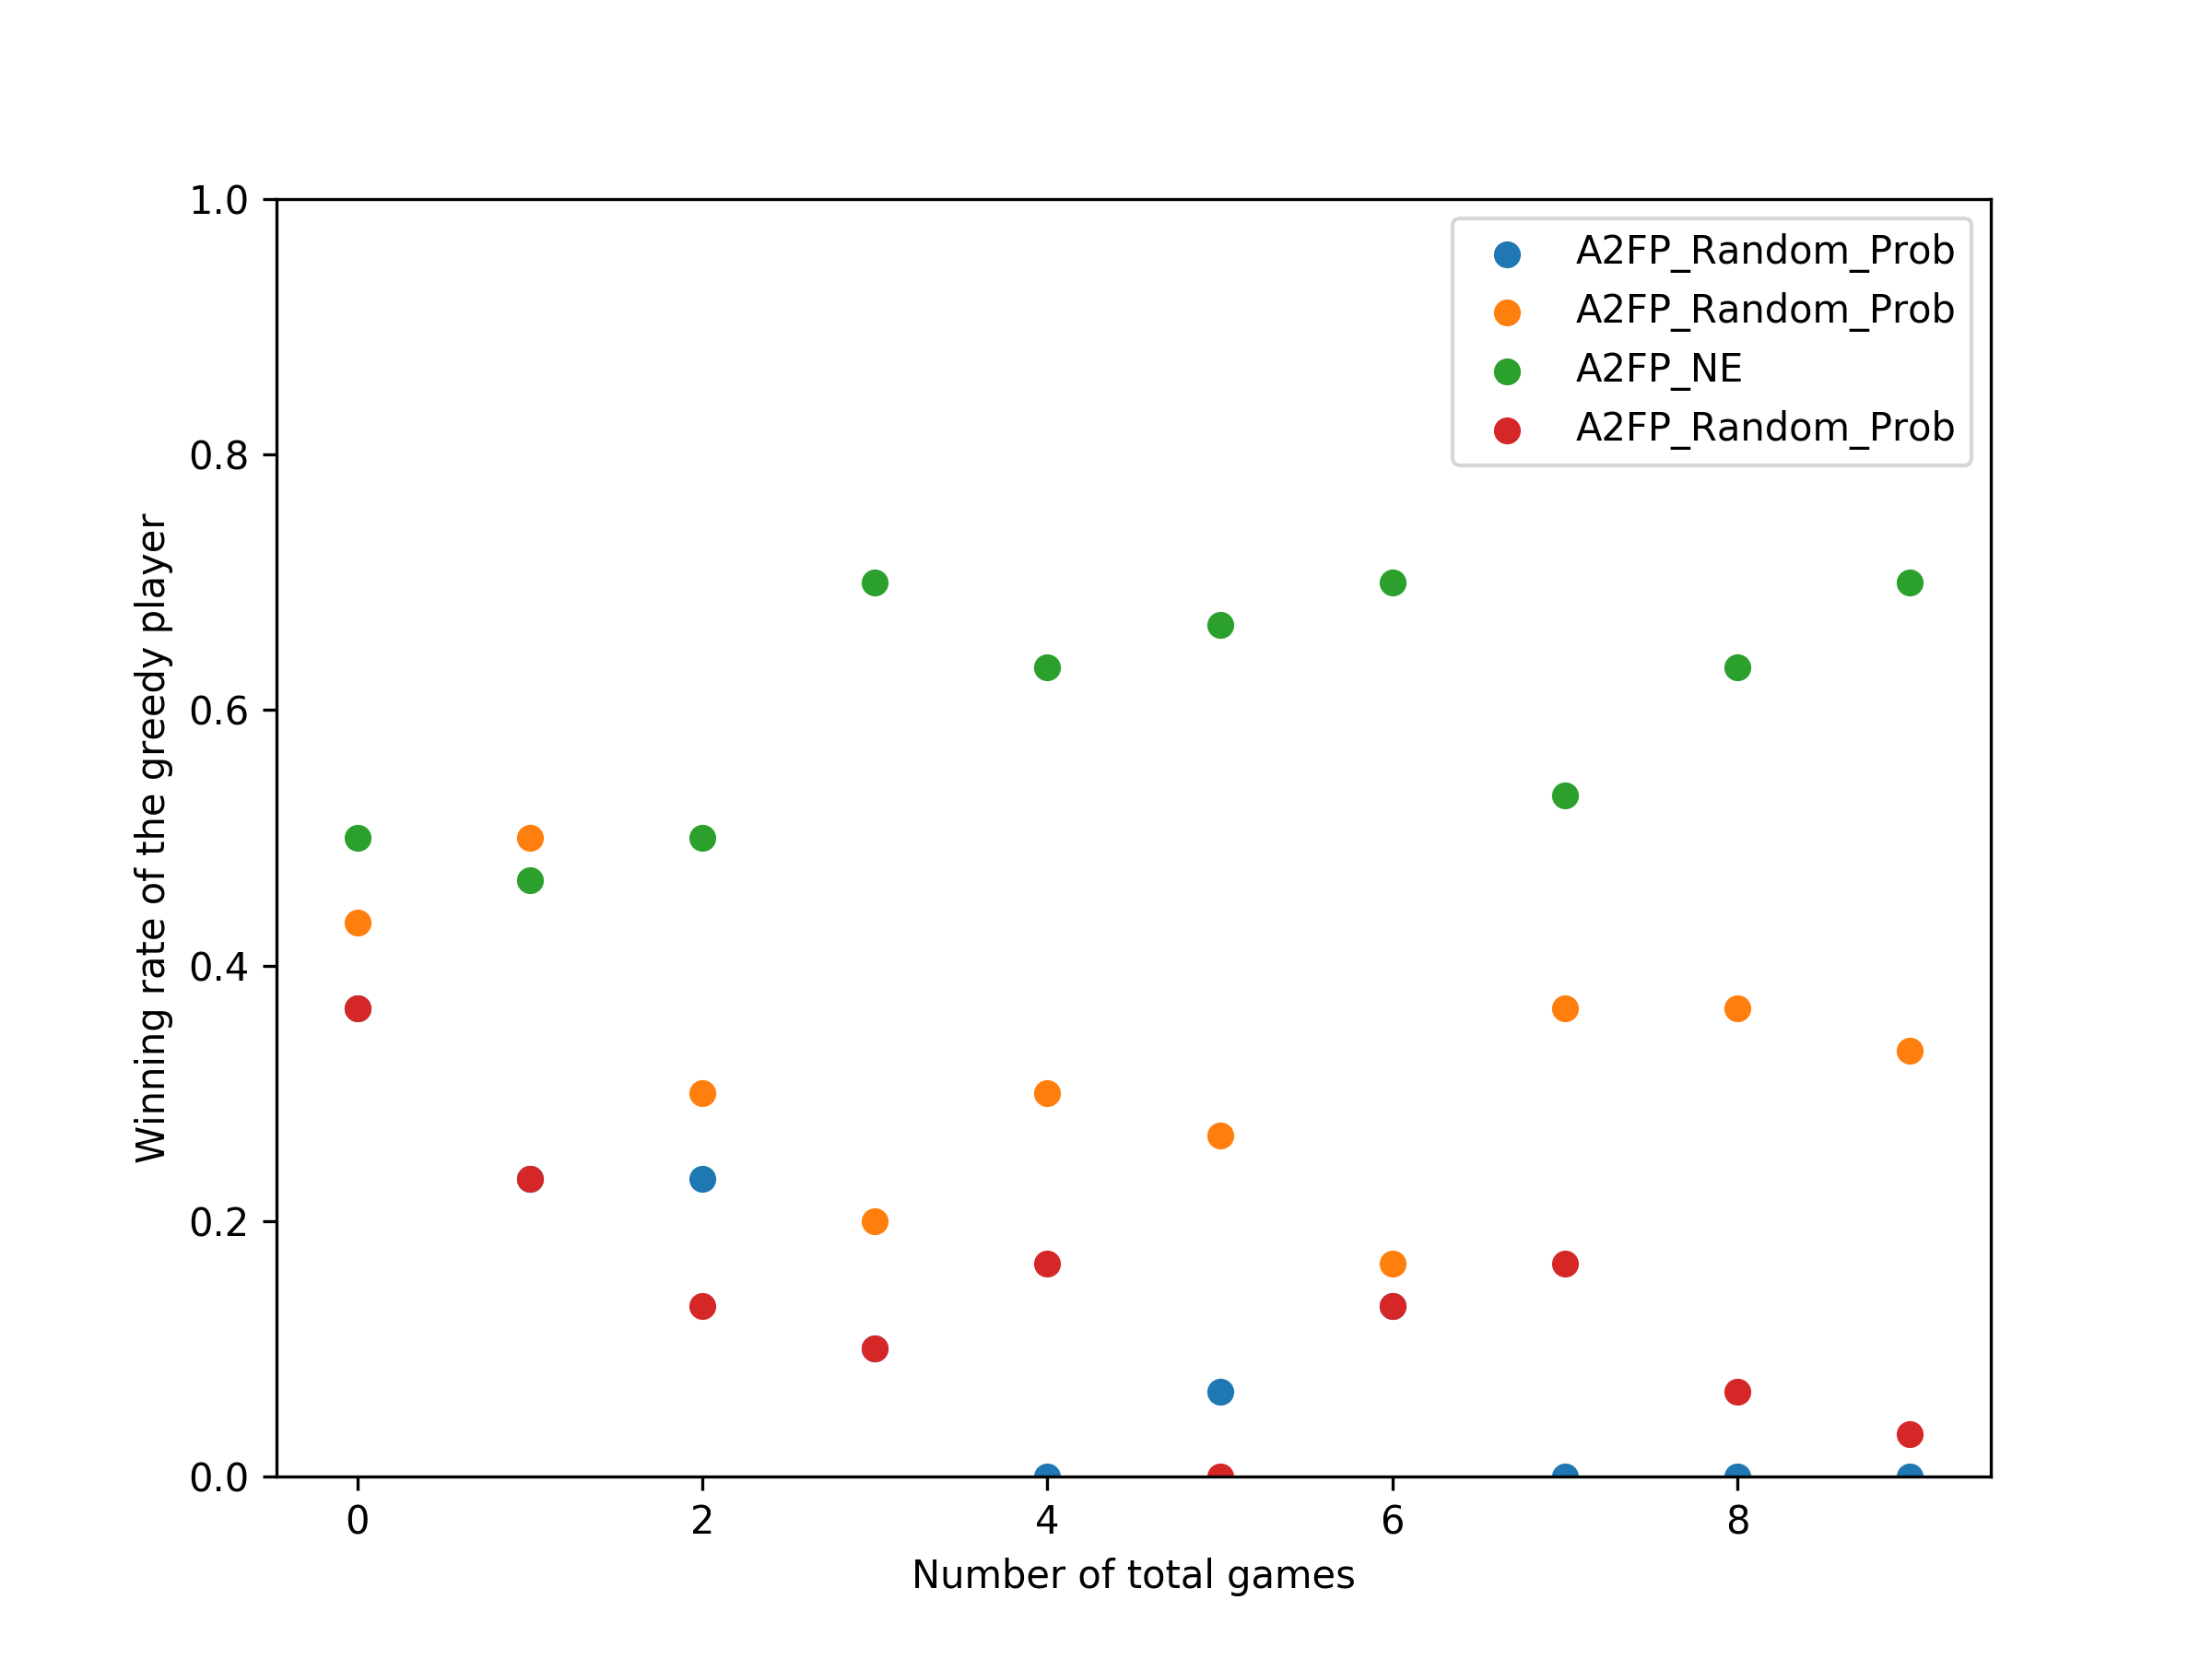 1.0
0.8
0.6
0.4
0.2
0.0
Winning rate of the greedy player
A2FP_Random_Prob
A2FP_Random_Prob
A2FP_NE
A2FP_Random_Prob
0 2 4 6 8
Number of total games